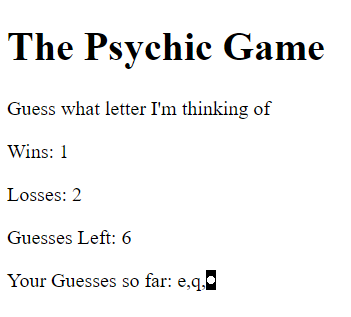 The Psychic Game
Guess what letter I'm thinking of
Wins: 1
Losses: 2
Guesses Left: 6
Your Guesses so far: e,q,◘